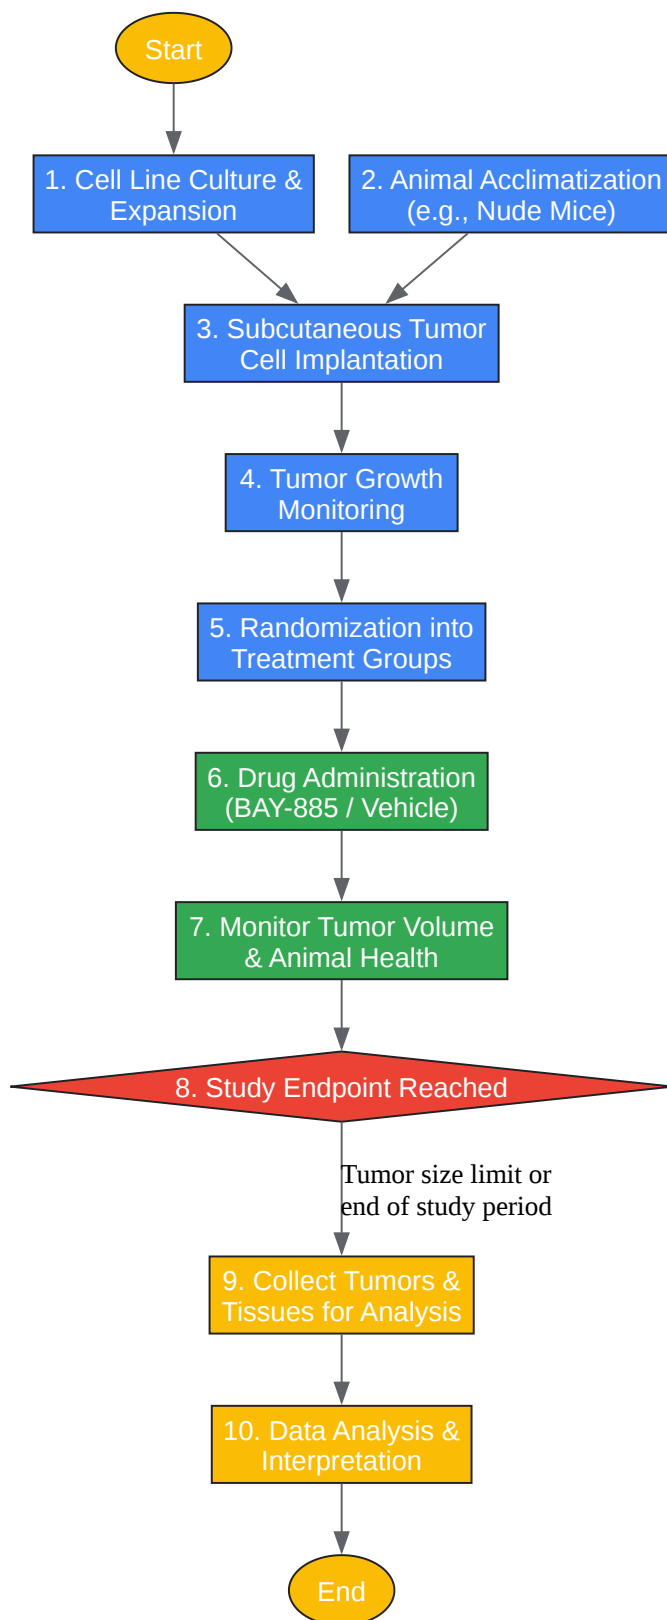 Start
1. Cell Line Culture &
Expansion
2. Animal Acclimatization
(e.g., Nude Mice)
3. Subcutaneous Tumor
Cell Implantation
4. Tumor Growth
Monitoring
5. Randomization into
Treatment Groups
6. Drug Administration
(BAY-885 / Vehicle)
7. Monitor Tumor Volume
& Animal Health
8. Study Endpoint Reached
Tumor size limit or
end of study period
9. Collect Tumors &
Tissues for Analysis
10. Data Analysis &
Interpretation
End